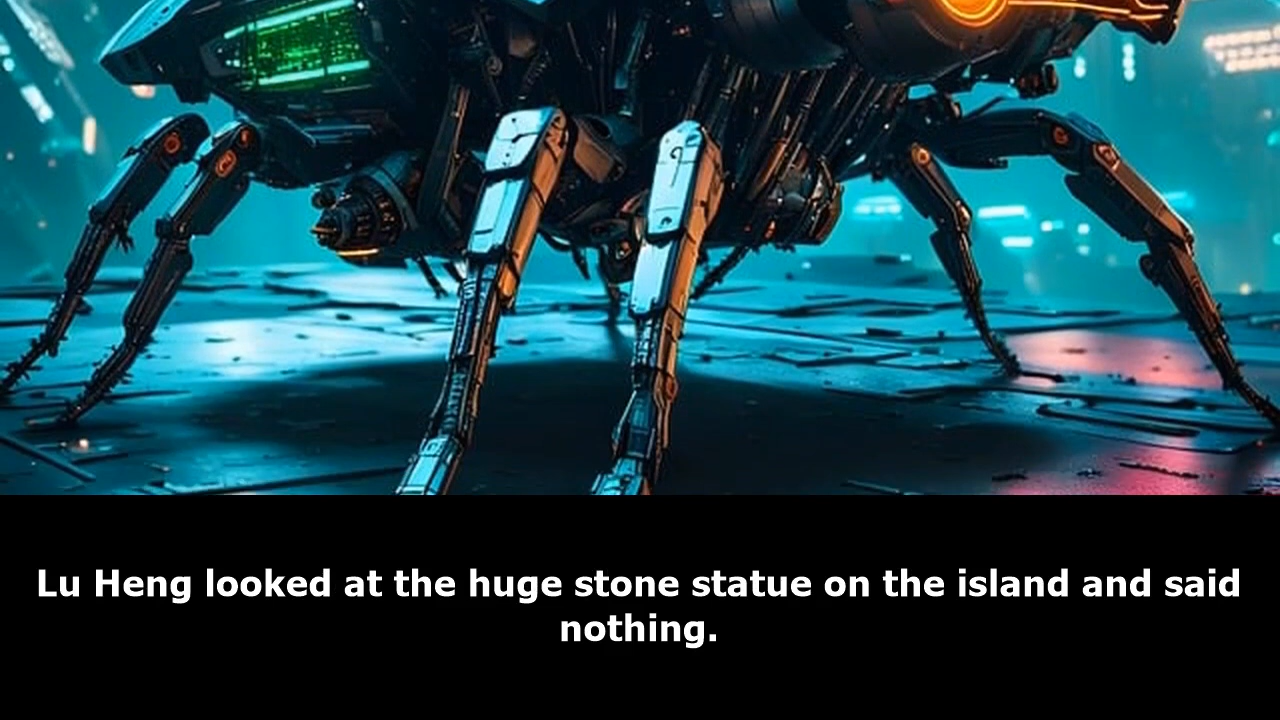 Lu Heng looked at the huge stone statue on the island and said
nothing.